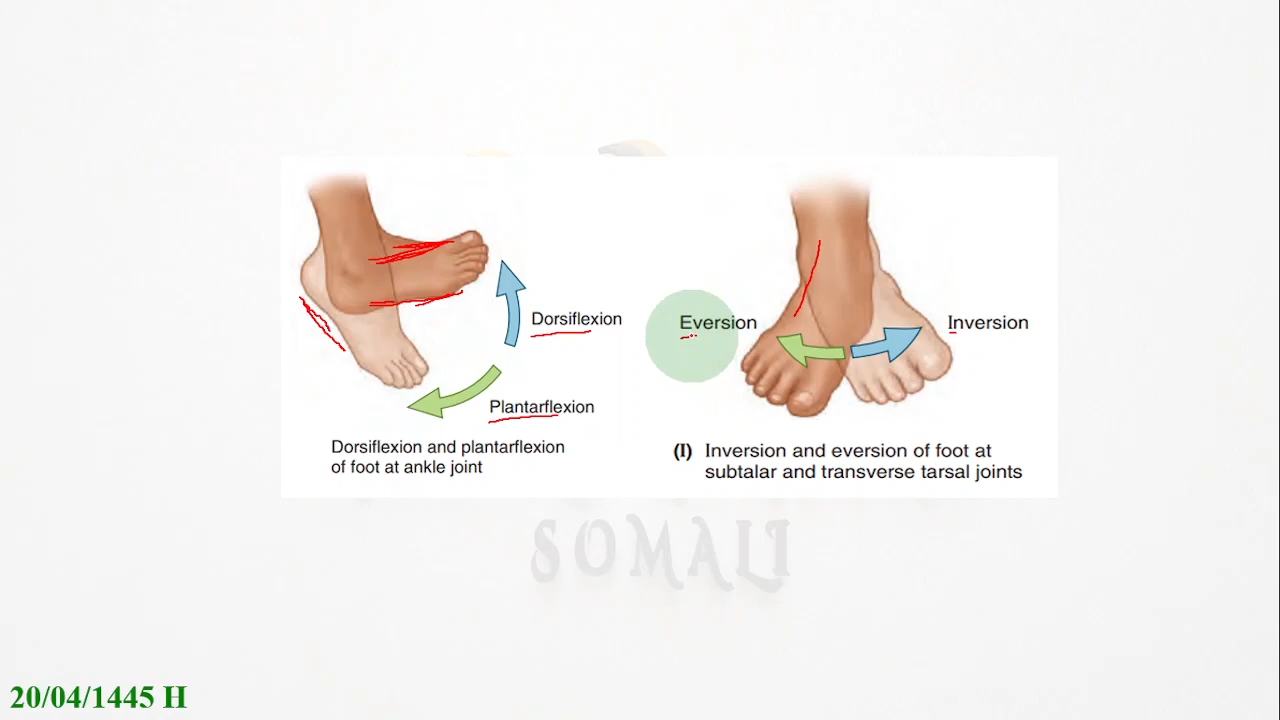 Dorsiflexion
Plantarflexion
Dorsiflexion and plantarflexion
of foot at ankle joint
Eversion
Inversion
(I) Inversion and eversion of foot at
subtalar and transverse tarsal joints
SOMALI
20/04/1445 H